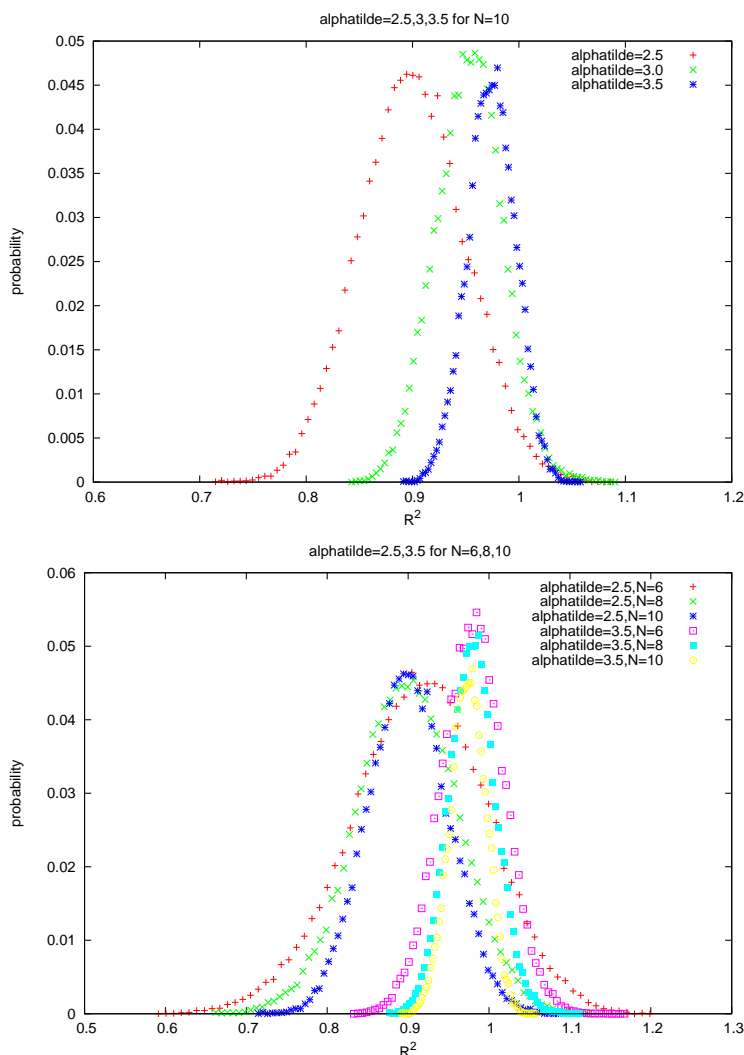 alphatilde=2.5,3,3.5 for N=10
0.05
0.045
0.04
0.035
0.03
0.025
0.02
0.015
0.01
0.005
0
probability
alphatilde=2.5
alphatilde=3.0
alphatilde=3.5
0.6 0.7 0.8 0.9 1 1.1 1.2
R²
alphatilde=2.5,3.5 for N=6,8,10
0.06
0.05
0.04
0.03
0.02
0.01
0
probability
alphatilde=2.5,N=6
alphatilde=2.5,N=8
alphatilde=2.5,N=10
alphatilde=3.5,N=6
alphatilde=3.5,N=8
alphatilde=3.5,N=10
0.5 0.6 0.7 0.8 0.9 1 1.1 1.2 1.3
R²